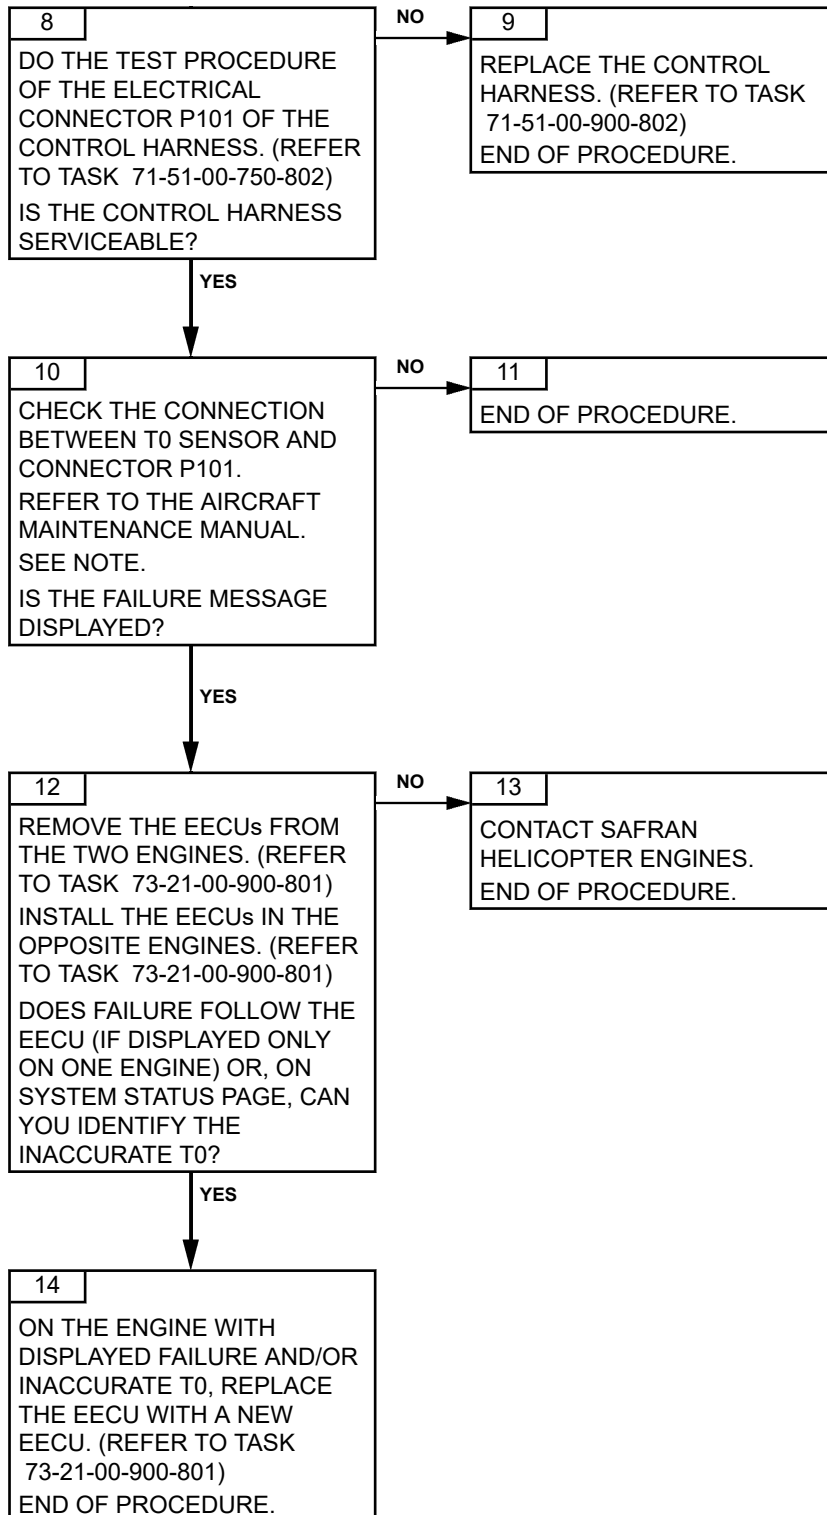 8
DO THE TEST PROCEDURE
OF THE ELECTRICAL
CONNECTOR P101 OF THE
CONTROL HARNESS. (REFER
TO TASK 71-51-00-750-802)
IS THE CONTROL HARNESS
SERVICEABLE?
NO
9
REPLACE THE CONTROL
HARNESS. (REFER TO TASK
71-51-00-900-802)
END OF PROCEDURE.
YES
10
CHECK THE CONNECTION
BETWEEN T0 SENSOR AND
CONNECTOR P101.
REFER TO THE AIRCRAFT
MAINTENANCE MANUAL.
SEE NOTE.
IS THE FAILURE MESSAGE
DISPLAYED?
NO
11
END OF PROCEDURE.
YES
12
REMOVE THE EECUs FROM
THE TWO ENGINES. (REFER
TO TASK 73-21-00-900-801)
INSTALL THE EECUs IN THE
OPPOSITE ENGINES. (REFER
TO TASK 73-21-00-900-801)
DOES FAILURE FOLLOW THE
EECU (IF DISPLAYED ONLY
ON ONE ENGINE) OR, ON
SYSTEM STATUS PAGE, CAN
YOU IDENTIFY THE
INACCURATE T0?
NO
13
CONTACT SAFRAN
HELICOPTER ENGINES.
END OF PROCEDURE.
YES
14
ON THE ENGINE WITH
DISPLAYED FAILURE AND/OR
INACCURATE T0, REPLACE
THE EECU WITH A NEW
EECU. (REFER TO TASK
73-21-00-900-801)
END OF PROCEDURE.